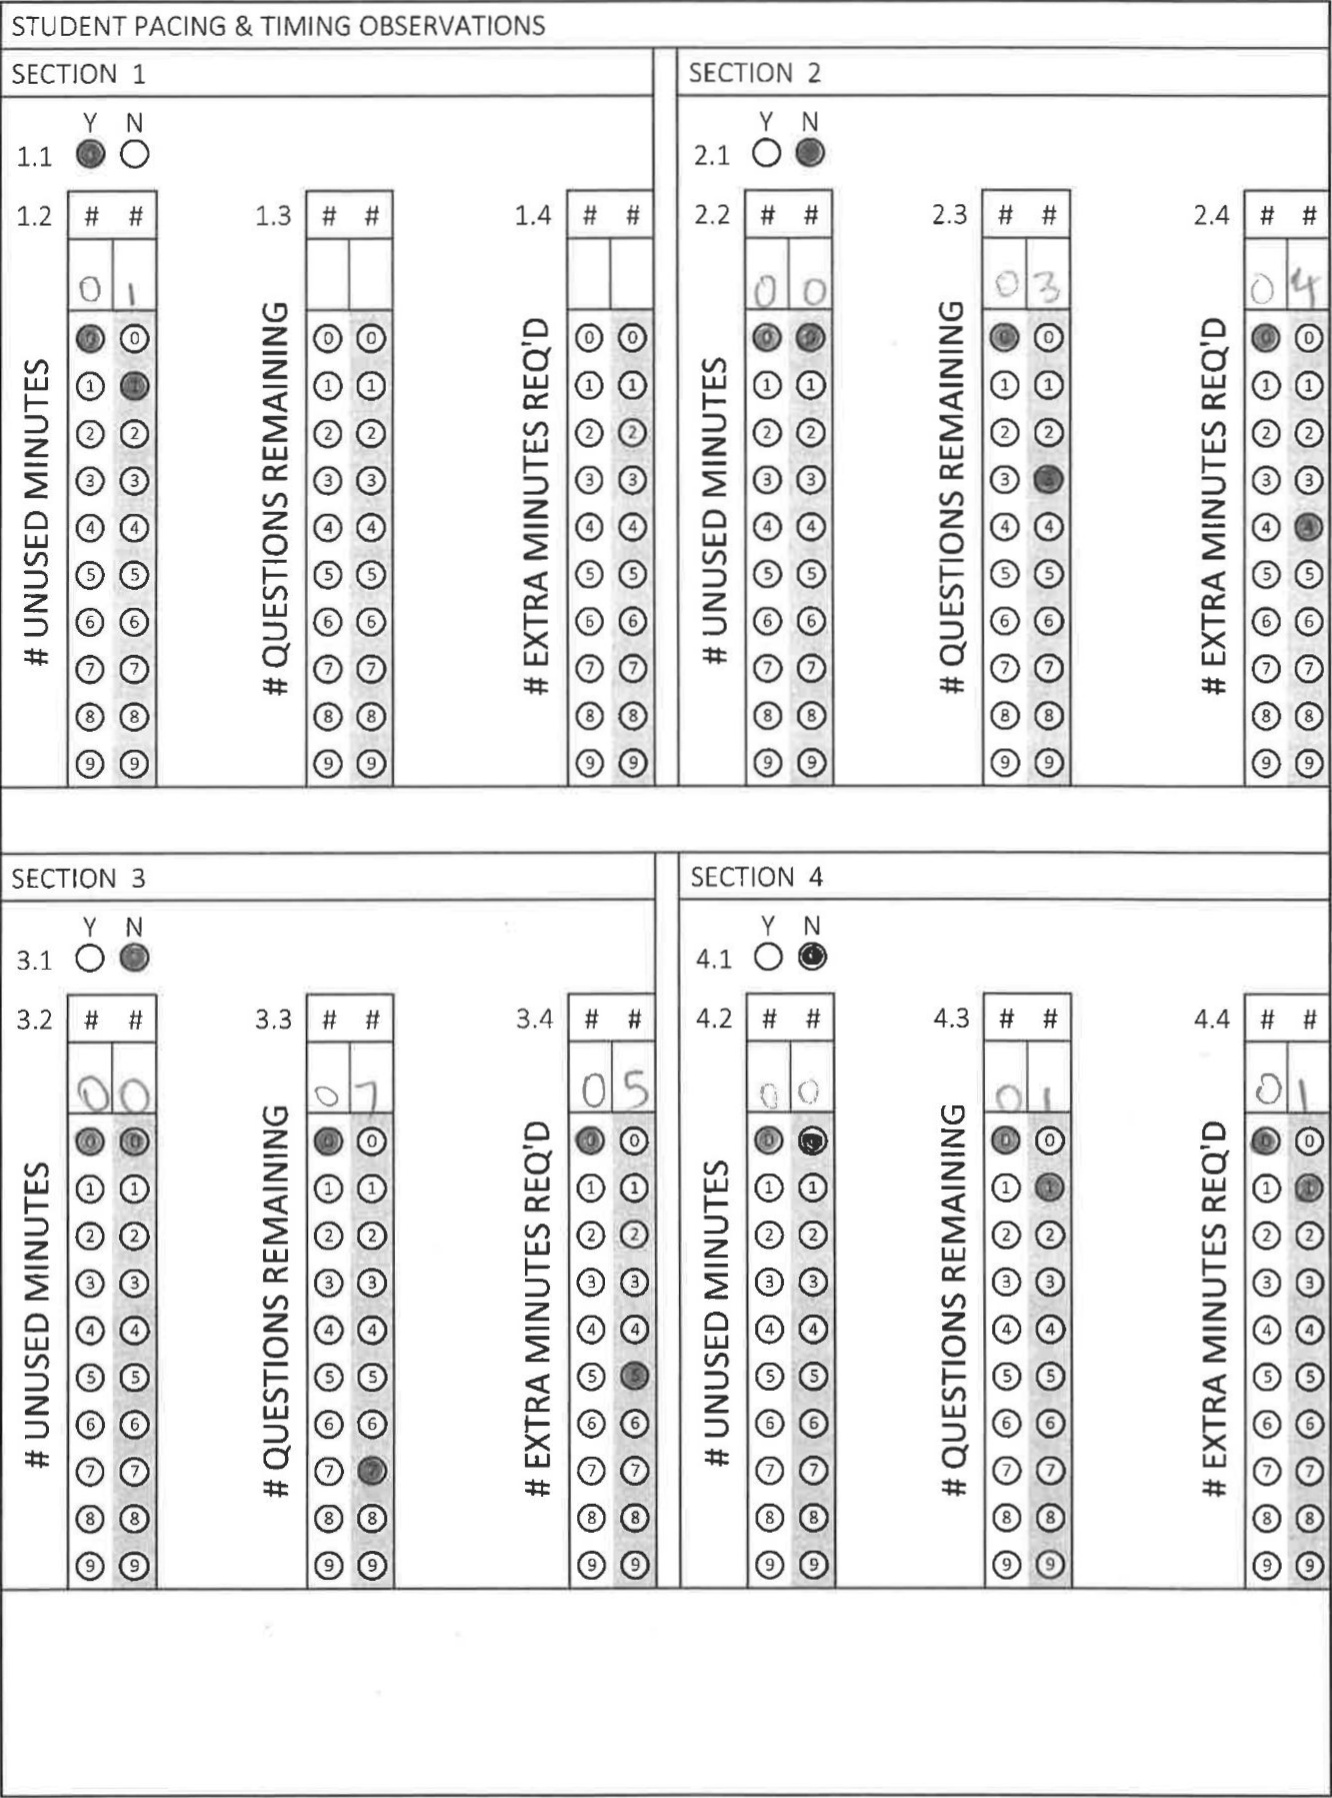 STUDENT PACING & TIMING OBSERVATIONS
SECTION 1
Y N
1.1
1.2 # # 1.3 # # 1.4 # #
0 1
# UNUSED MINUTES
# QUESTIONS REMAINING
# EXTRA MINUTES REQ'D
0 0 0 0 0 0
1 1 1 1 1 1
2 2 2 2 2 2
3 3 3 3 3 3
4 4 4 4 4 4
5 5 5 5 5 5
6 6 6 6 6 6
7 7 7 7 7 7
8 8 8 8 8 8
9 9 9 9 9 9
SECTION 2
Y N
2.1
2.2 # # 2.3 # # 2.4 # #
0 0 0 3 0 4
# UNUSED MINUTES
# QUESTIONS REMAINING
# EXTRA MINUTES REQ'D
0 0 0 0 0 0
1 1 1 1 1 1
2 2 2 2 2 2
3 3 3 3 3 3
4 4 4 4 4 4
5 5 5 5 5 5
6 6 6 6 6 6
7 7 7 7 7 7
8 8 8 8 8 8
9 9 9 9 9 9
SECTION 3
Y N
3.1
3.2 # # 3.3 # # 3.4 # #
0 0 0 7 0 5
# UNUSED MINUTES
# QUESTIONS REMAINING
# EXTRA MINUTES REQ'D
0 0 0 0 0 0
1 1 1 1 1 1
2 2 2 2 2 2
3 3 3 3 3 3
4 4 4 4 4 4
5 5 5 5 5 5
6 6 6 6 6 6
7 7 7 7 7 7
8 8 8 8 8 8
9 9 9 9 9 9
SECTION 4
Y N
4.1
4.2 # # 4.3 # # 4.4 # #
0 0 0 1 0 1
# UNUSED MINUTES
# QUESTIONS REMAINING
# EXTRA MINUTES REQ'D
0 0 0 0 0
1 1 1 1 1 1
2 2 2 2 2 2
3 3 3 3 3 3
4 4 4 4 4 4
5 5 5 5 5 5
6 6 6 6 6 6
7 7 7 7 7 7
8 8 8 8 8 8
9 9 9 9 9 9